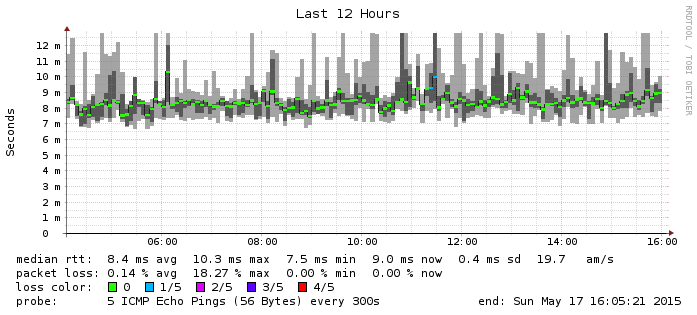 Last 12 Hours
RRDTOOL / TOBI OETIKER
Seconds
12 m
11 m
10 m
9 m
8 m
7 m
6 m
5 m
4 m
3 m
2 m
1 m
0
06:00 08:00 10:00 12:00 14:00 16:00
median rtt: 8.4 ms avg 10.3 ms max 7.5 ms min 9.0 ms now 0.4 ms sd 19.7 am/s
packet loss: 0.14 % avg 18.27 % max 0.00 % min 0.00 % now
loss color: 0 1/5 2/5 3/5 4/5
probe: 5 ICMP Echo Pings (56 Bytes) every 300s end: Sun May 17 16:05:21 2015